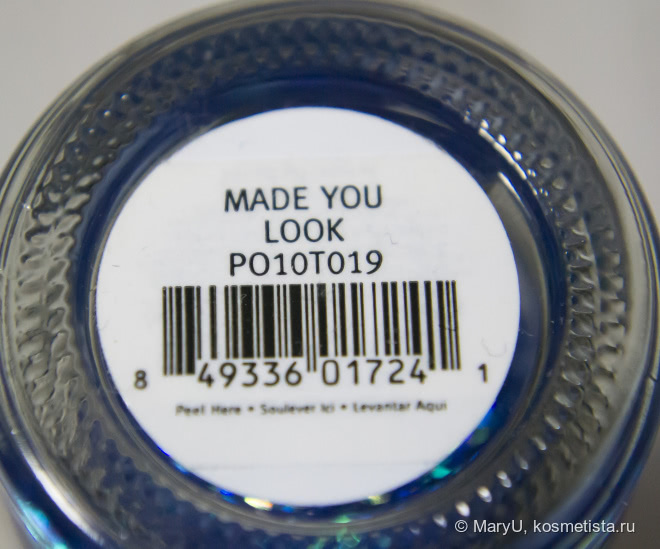 MADE YOU
LOOK
PO10T019
8 49336 01724 1
Peel Here • Soulever Ici • Levantar Aqui
© MaryU, kosmetista.ru